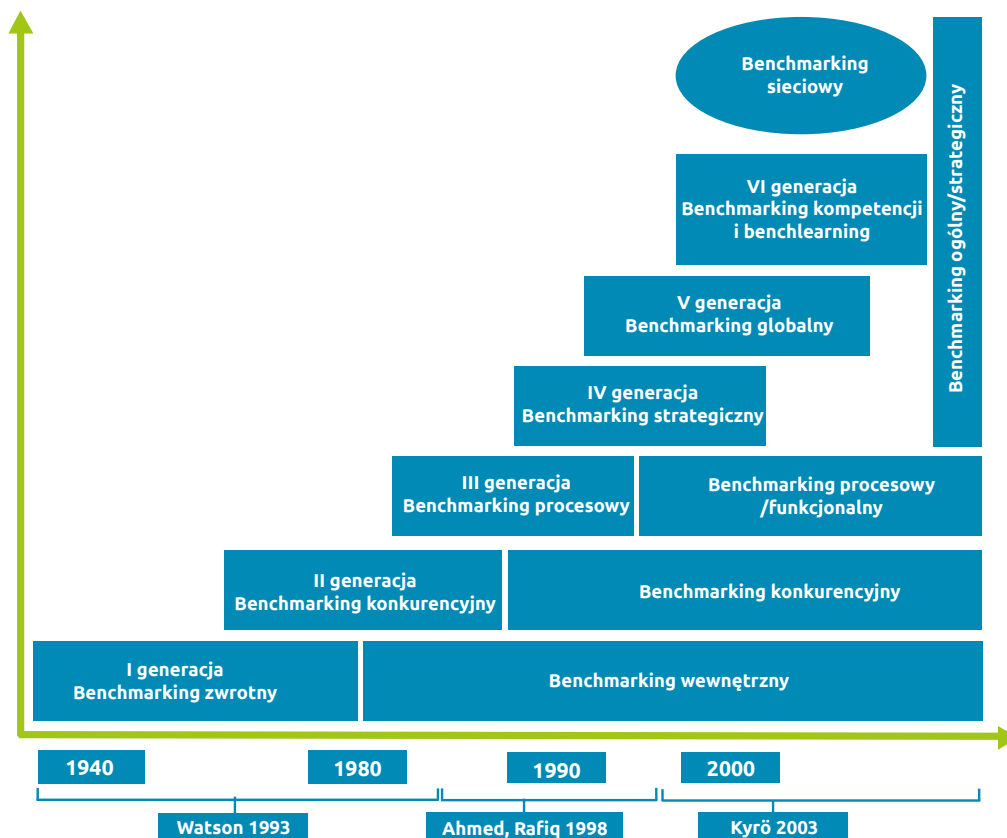 Benchmarking
sieciowy
Benchmarking ogólny/strategiczny
VI generacja
Benchmarking kompetencji
i benchlearning
V generacja
Benchmarking globalny
IV generacja
Benchmarking strategiczny
III generacja
Benchmarking procesowy
Benchmarking procesowy
/funkcjonalny
II generacja
Benchmarking konkurencyjny
Benchmarking konkurencyjny
I generacja
Benchmarking zwrotny
Benchmarking wewnętrzny
1940
1980
1990
2000
Watson 1993
Ahmed, Rafiq 1998
Kyrö 2003